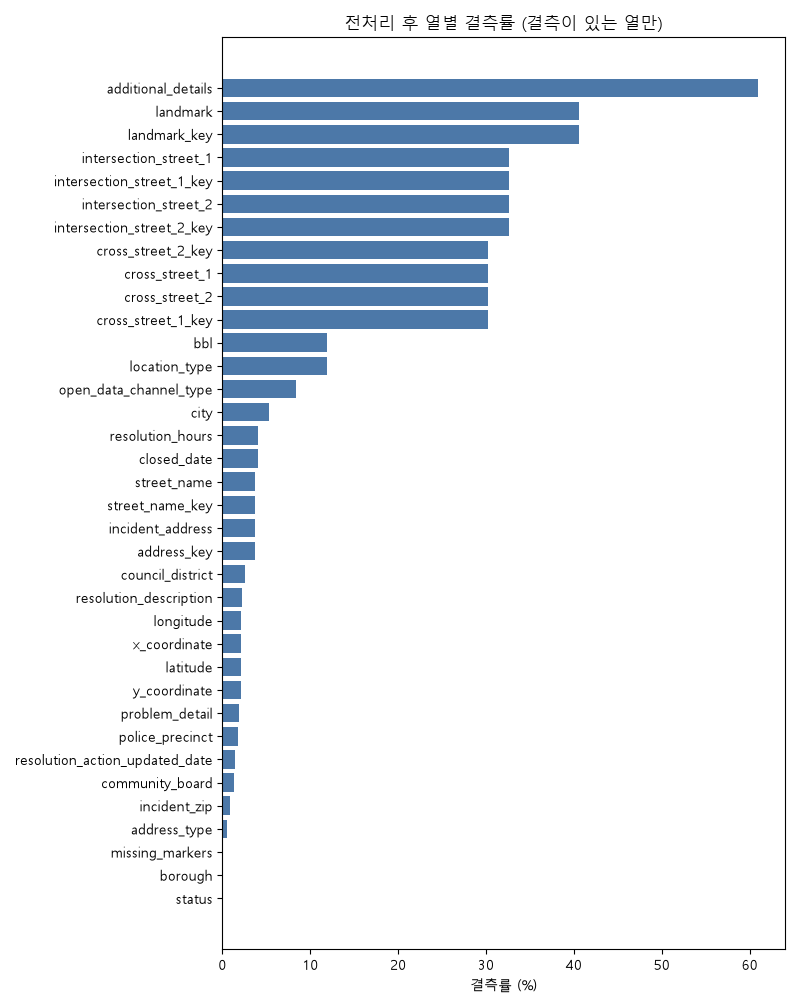 전처리 후 열별 결측률 (결측이 있는 열만)
additional_details
landmark
landmark_key
intersection_street_1
intersection_street_1_key
intersection_street_2
intersection_street_2_key
cross_street_2_key
cross_street_1
cross_street_2
cross_street_1_key
bbl
location_type
open_data_channel_type
city
resolution_hours
closed_date
street_name
street_name_key
incident_address
address_key
council_district
resolution_description
longitude
x_coordinate
latitude
y_coordinate
problem_detail
police_precinct
resolution_action_updated_date
community_board
incident_zip
address_type
missing_markers
borough
status
0 10 20 30 40 50 60
결측률 (%)